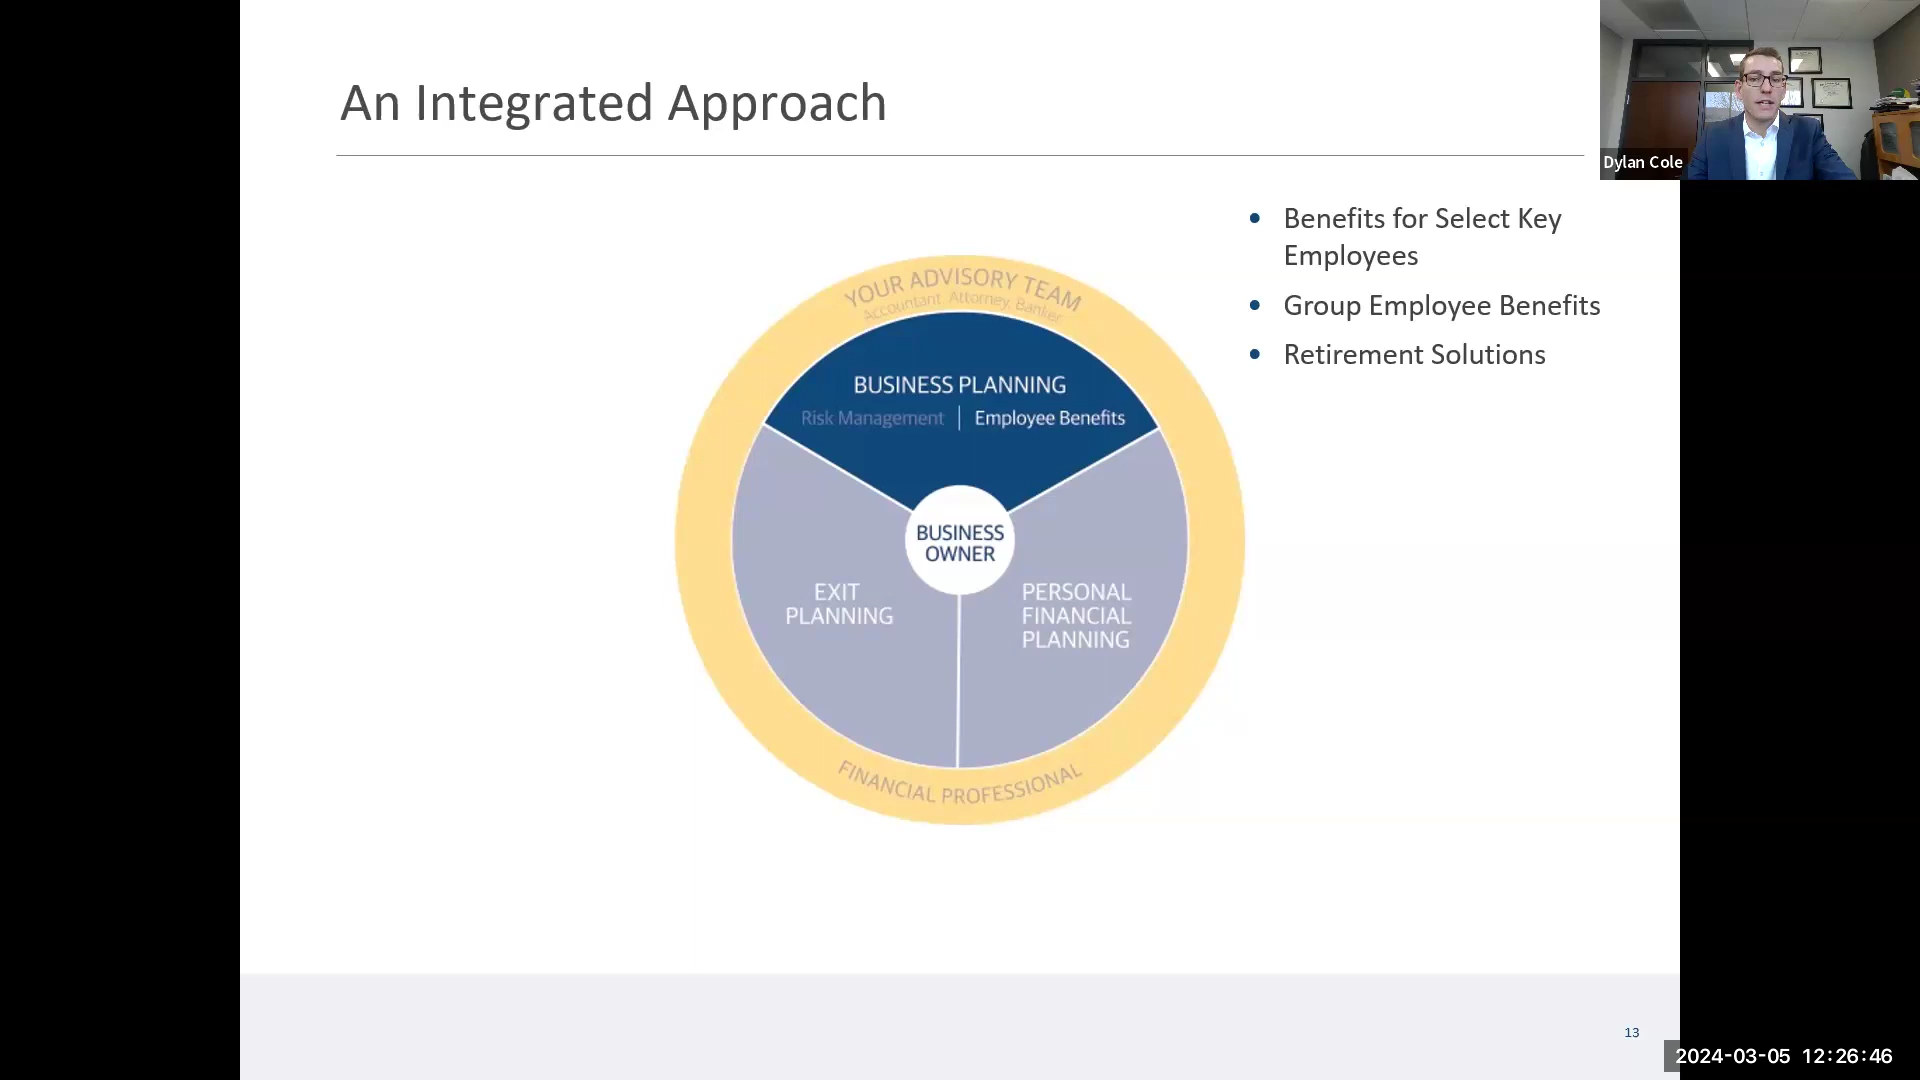 An Integrated Approach
Dylan Cole
Benefits for Select Key
Employees
Group Employee Benefits
Retirement Solutions
YOUR ADVISORY TEAM
Accountant, Attorney, Banker
BUSINESS PLANNING
Risk Management | Employee Benefits
BUSINESS
OWNER
EXIT
PLANNING
PERSONAL
FINANCIAL
PLANNING
FINANCIAL PROFESSIONAL
13
2024-03-05 12:26:46